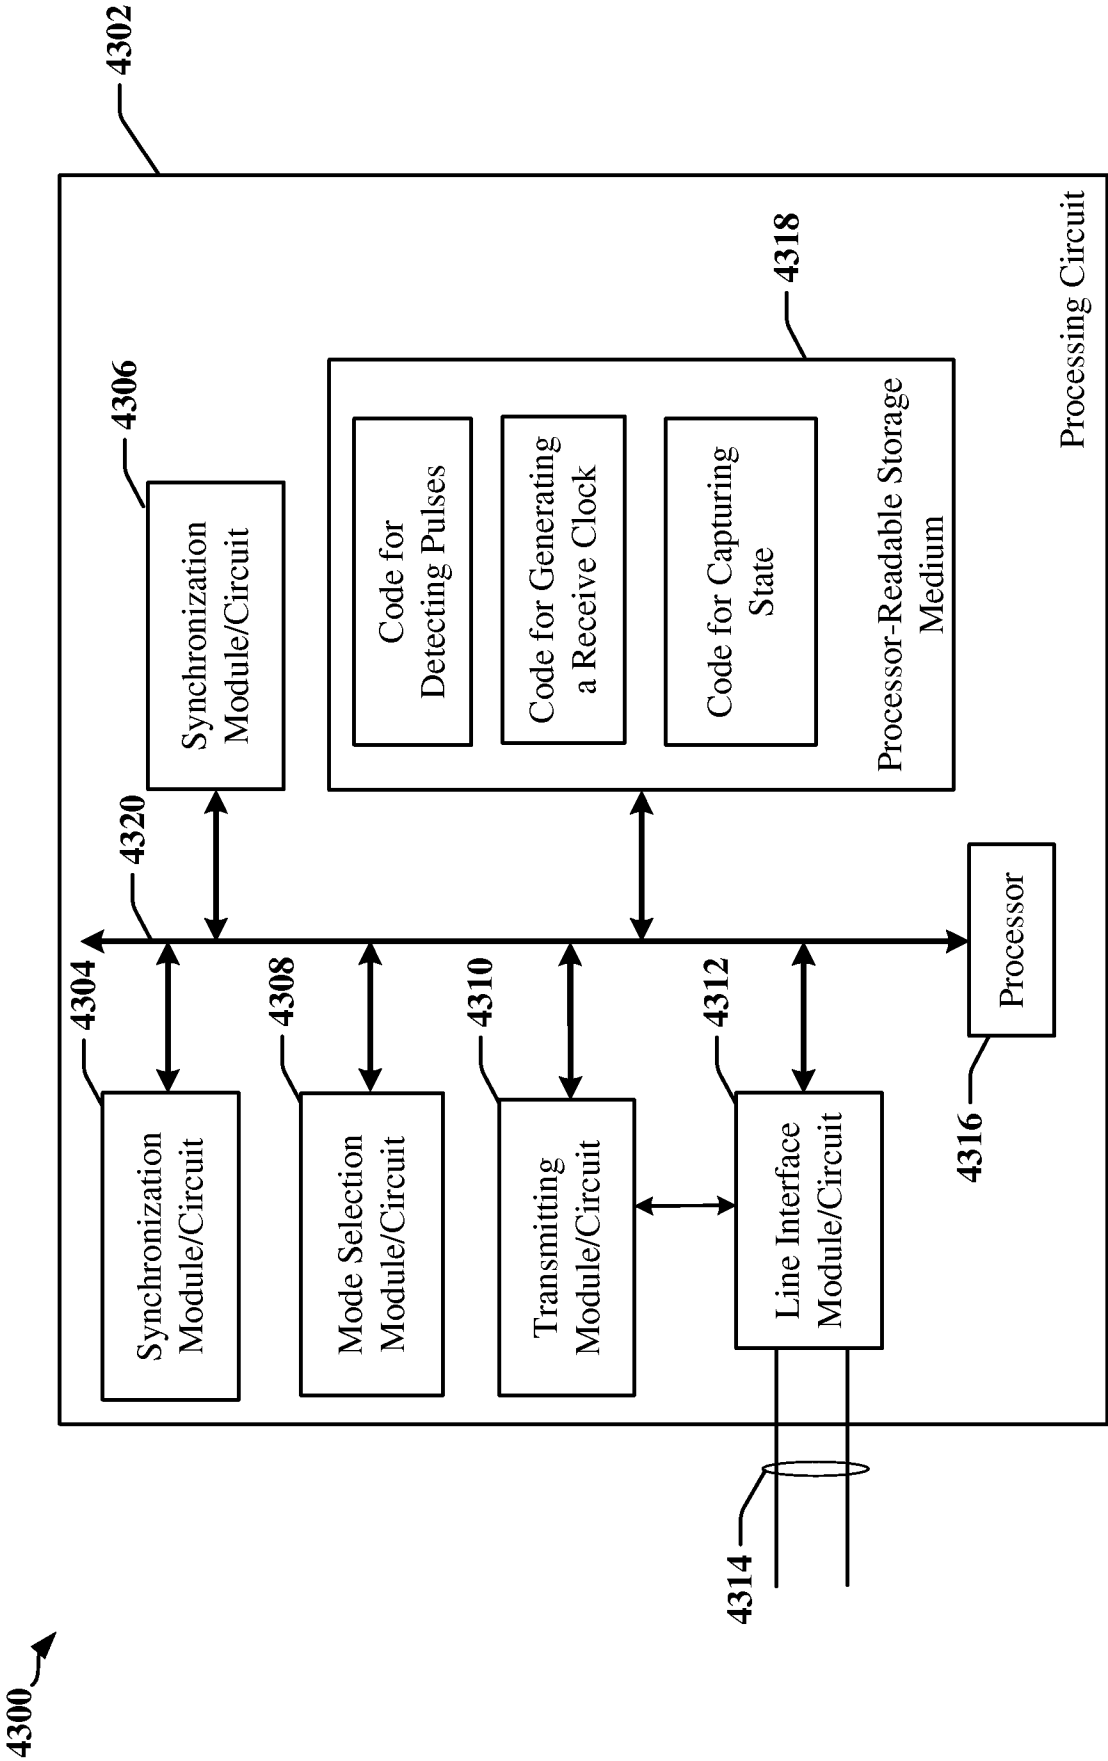 4300
4302
4304
Synchronization
Module/Circuit
4320
4306
Synchronization
Module/Circuit
4308
Mode Selection
Module/Circuit
4310
Transmitting
Module/Circuit
4312
Line Interface
Module/Circuit
4314
4316
Processor
4318
Code for
Detecting Pulses
Code for Generating
a Receive Clock
Code for Capturing
State
Processor-Readable Storage
Medium
Processing Circuit